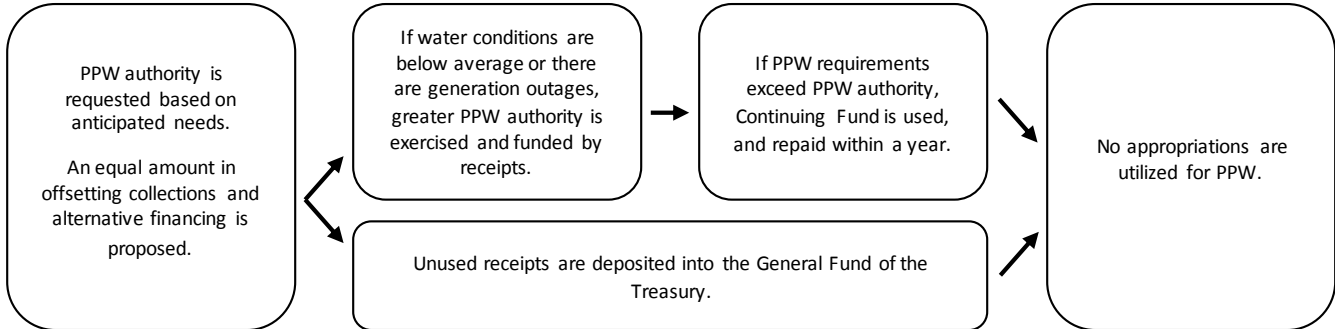 PPW authority is
requested based on
anticipated needs.
An equal amount in
offsetting collections and
alternative financing is
proposed.
If water conditions are
below average or there
are generation outages,
greater PPW authority is
exercised and funded by
receipts.
If PPW requirements
exceed PPW authority,
Continuing Fund is used,
and repaid within a year.
Unused receipts are deposited into the General Fund of the
Treasury.
No appropriations are
utilized for PPW.